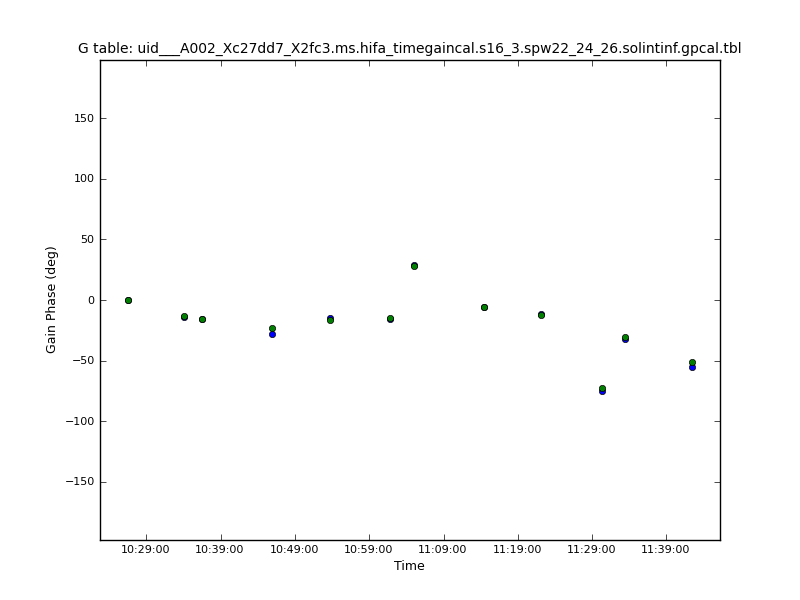 G table: uid___A002_Xc27dd7_X2fc3.ms.hifa_timegaincal.s16_3.spw22_24_26.solintinf.gpcal.tbl
150
100
50
0
−50
−100
−150
Gain Phase (deg)
10:29:00 10:39:00 10:49:00 10:59:00 11:09:00 11:19:00 11:29:00 11:39:00
Time